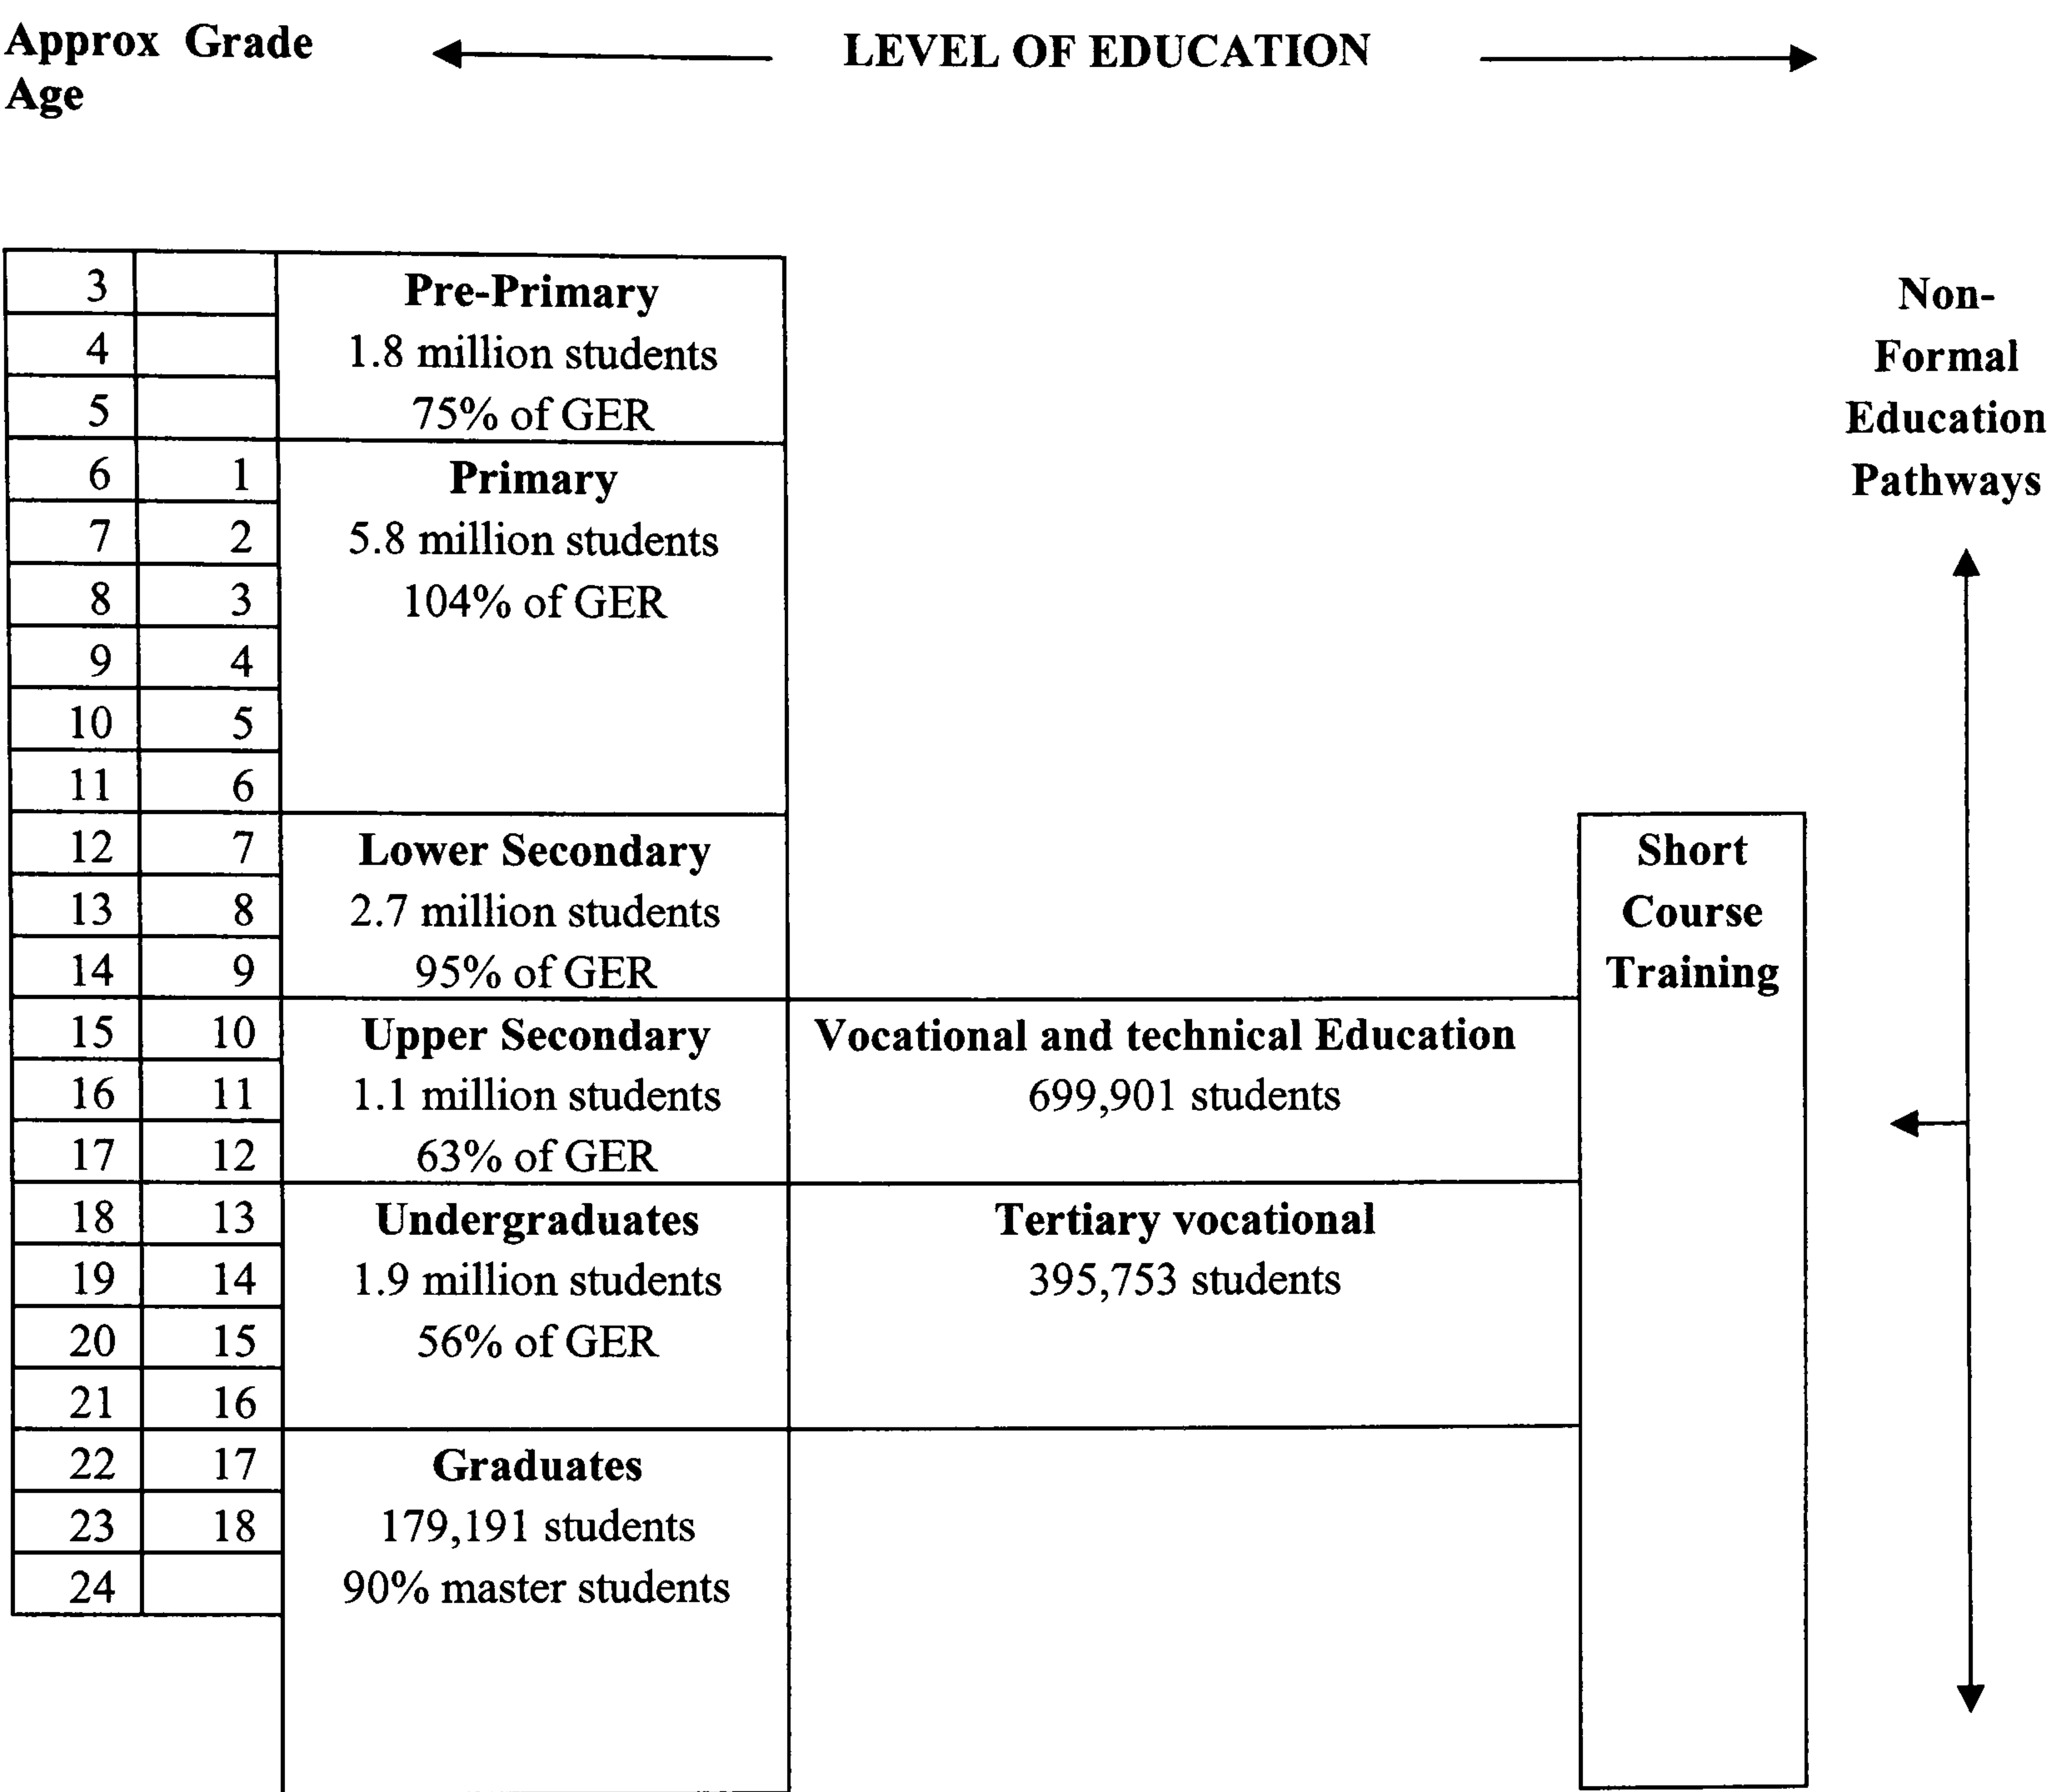 Approx Grade LEVEL OF EDUCATION
Age
3 Pre-Primary Non-
4 1.8 million students Formal
5 75% of GER Education
6 1 Primary Pathways
7 2 5.8 million students
8 3 104% of GER
9 4
10 5
11 6
12 7 Lower Secondary Short
13 8 2.7 million students Course
14 9 95% of GER Training
15 10 Upper Secondary Vocational and technical Education
16 11 1.1 million students 699,901 students
17 12 63% of GER
18 13 Undergraduates Tertiary vocational
19 14 1.9 million students 395,753 students
20 15 56% of GER
21 16
22 17 Graduates
23 18 179,191 students
24 90% master students